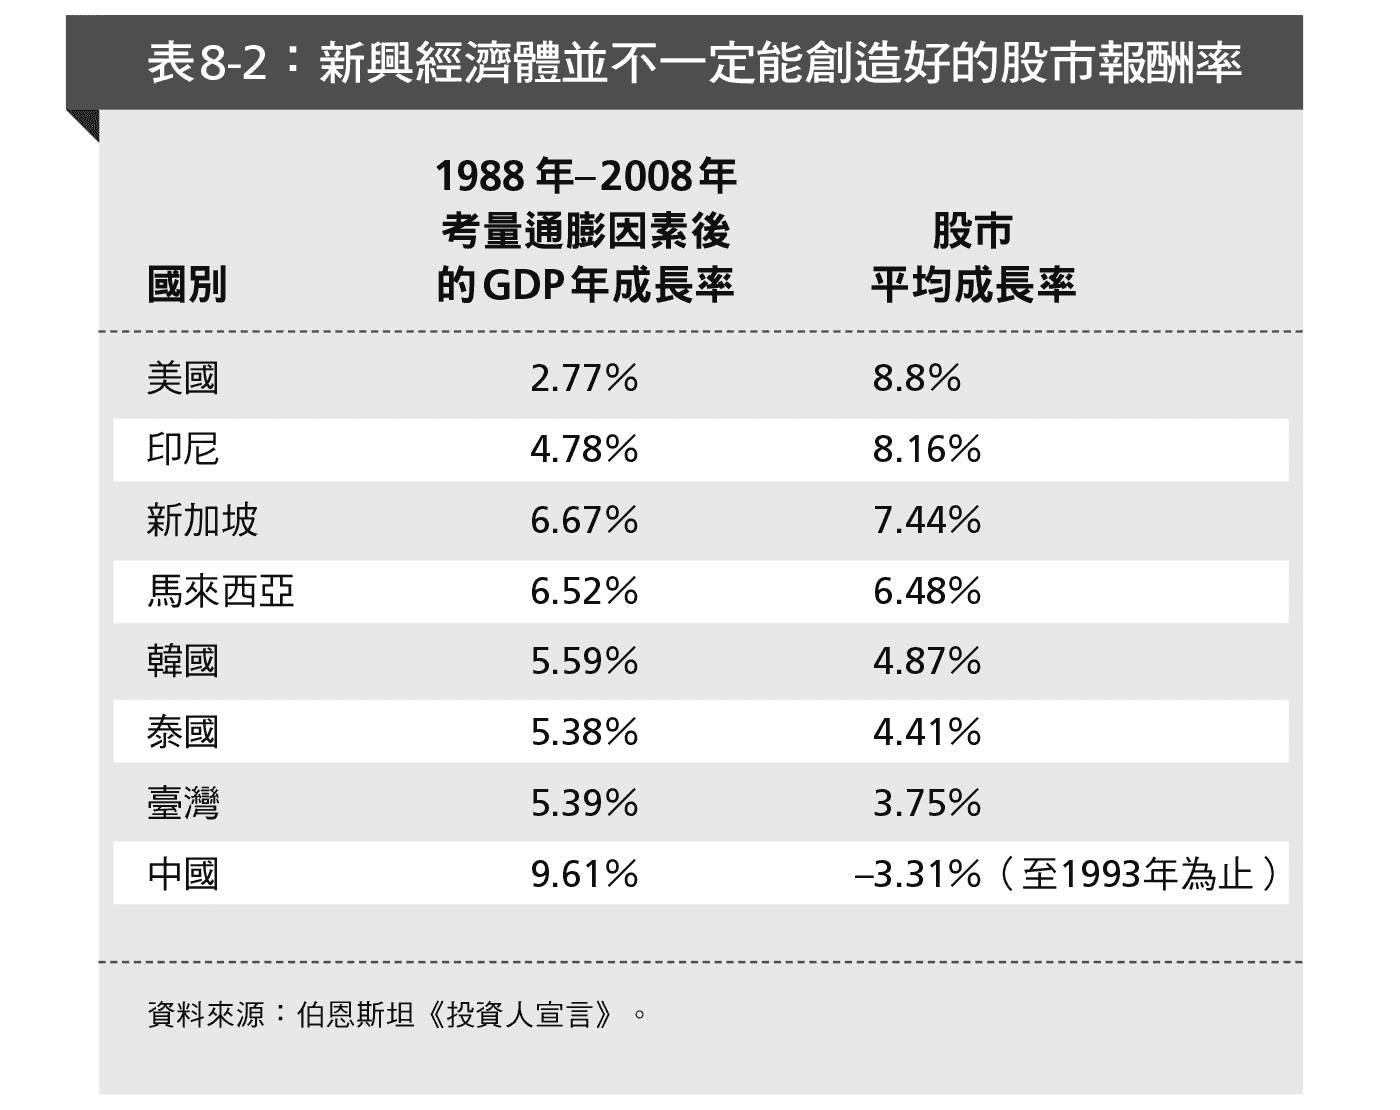 表8-2：新興經濟體並不一定能創造好的股市報酬率
1988 年–2008年
考量通膨因素後
的GDP年成長率
股市
平均成長率
國別
美國 2.77% 8.8%
印尼 4.78% 8.16%
新加坡 6.67% 7.44%
馬來西亞 6.52% 6.48%
韓國 5.59% 4.87%
泰國 5.38% 4.41%
臺灣 5.39% 3.75%
中國 9.61% –3.31%（至1993年為止）
資料來源：伯恩斯坦《投資人宣言》。